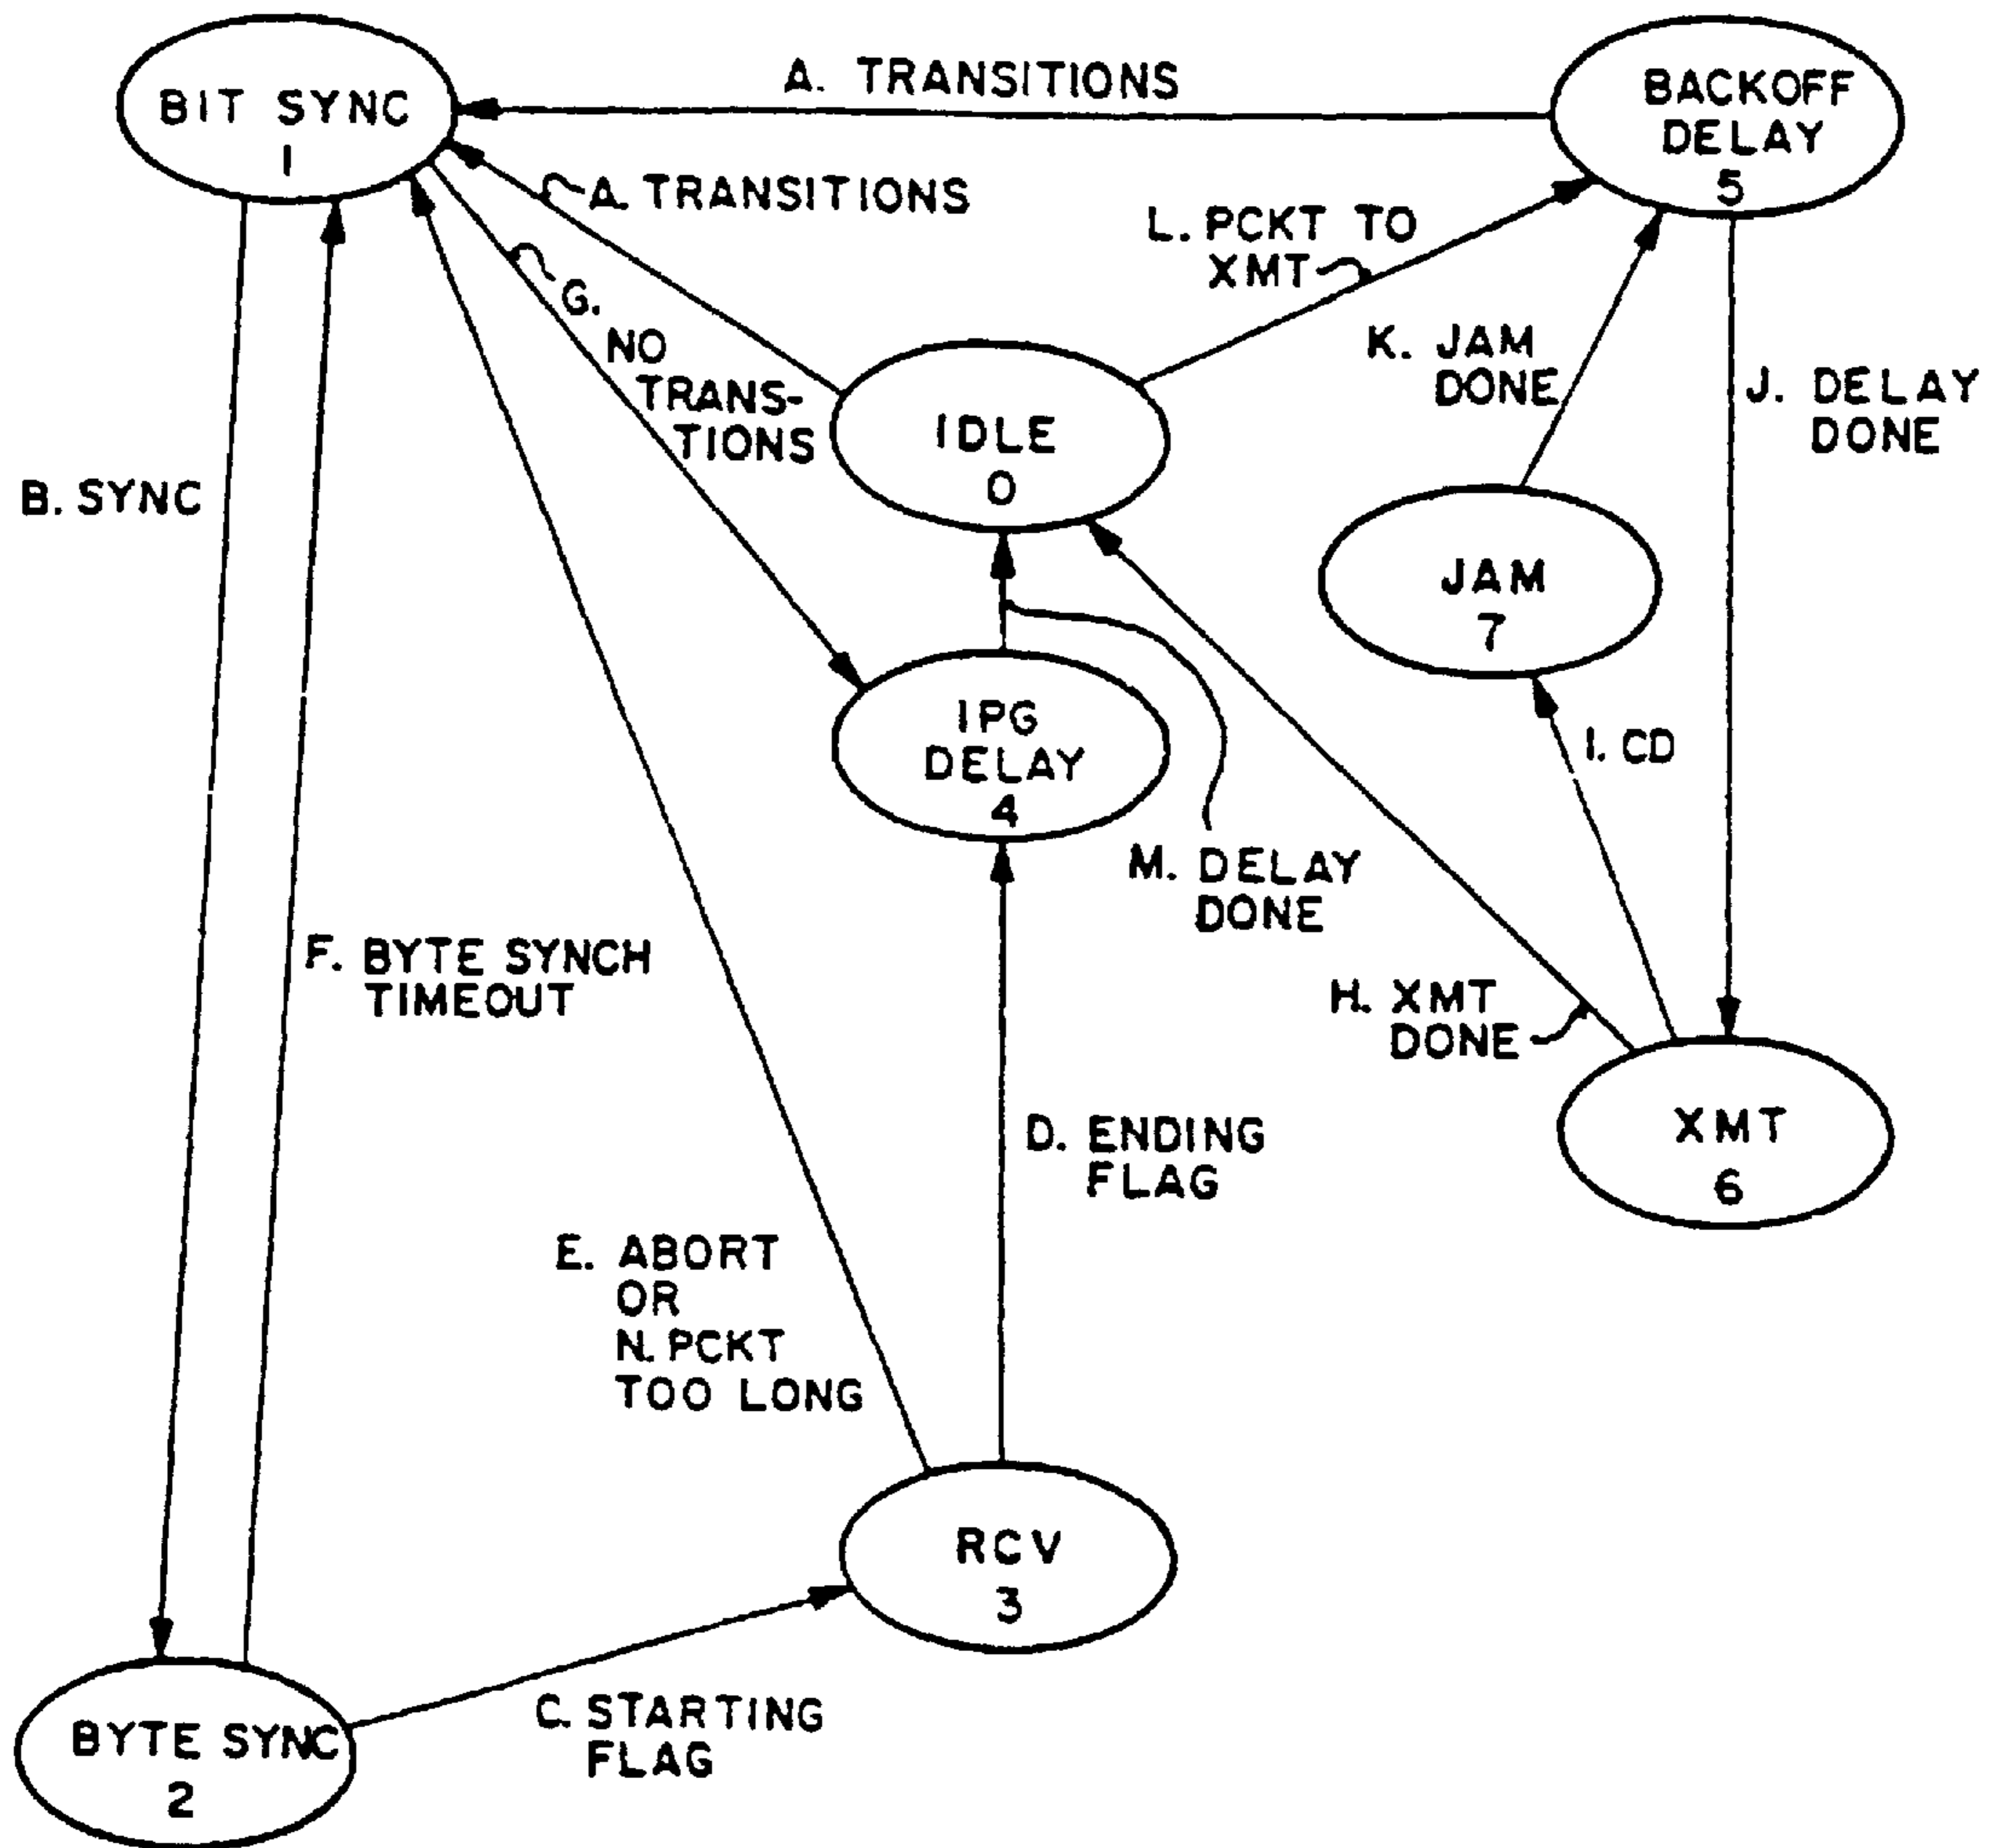 BIT SYNC
1
A. TRANSITIONS
BACKOFF
DELAY
5
A. TRANSITIONS
L. PCKT TO
XMT
G.
NO
TRANS-
TIONS
K. JAM
DONE
J. DELAY
DONE
IDLE
0
B. SYNC
JAM
7
IPG
DELAY
4
I. CD
M. DELAY
DONE
F. BYTE SYNCH
TIMEOUT
H. XMT
DONE
D. ENDING
FLAG
XMT
6
E. ABORT
OR
N. PCKT
TOO LONG
RCV
3
C. STARTING
FLAG
BYTE SYNC
2